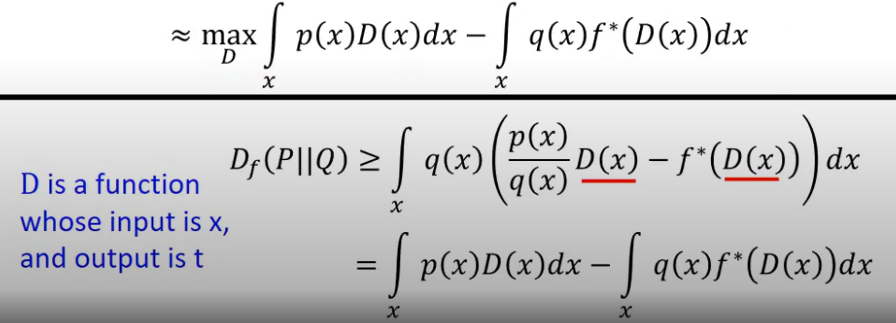 ≈ max_D ∫_x p(x)D(x)dx − ∫_x q(x)f*(D(x))dx
D_f(P||Q) ≥ ∫_x q(x)(p(x)/q(x) D(x) − f*(D(x)))dx
D is a function
whose input is x,
and output is t
= ∫_x p(x)D(x)dx − ∫_x q(x)f*(D(x))dx